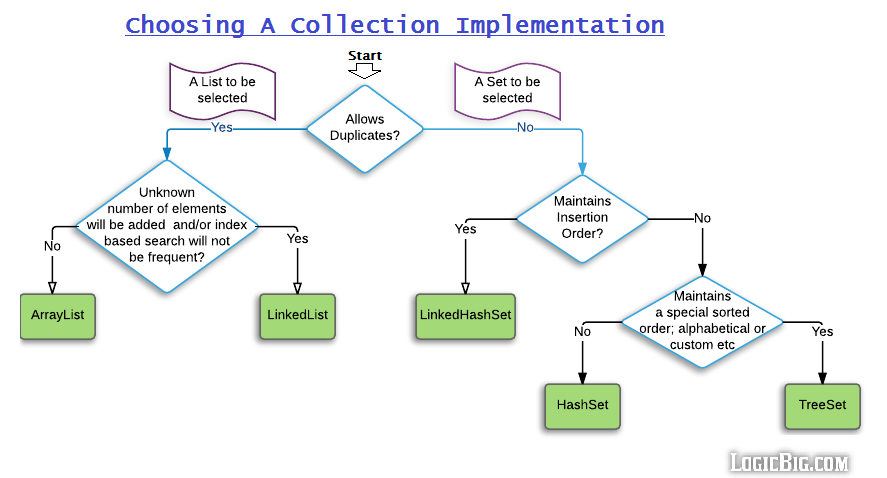 Choosing A Collection Implementation
Start
A List to be
selected
A Set to be
selected
Allows
Duplicates?
Yes
No
Unknown
number of elements
will be added and/or index
based search will not
be frequent?
Maintains
Insertion
Order?
No
Yes
Yes
No
ArrayList
LinkedList
LinkedHashSet
Maintains
a special sorted
order; alphabetical or
custom etc
No
Yes
HashSet
TreeSet
LogicBig.com